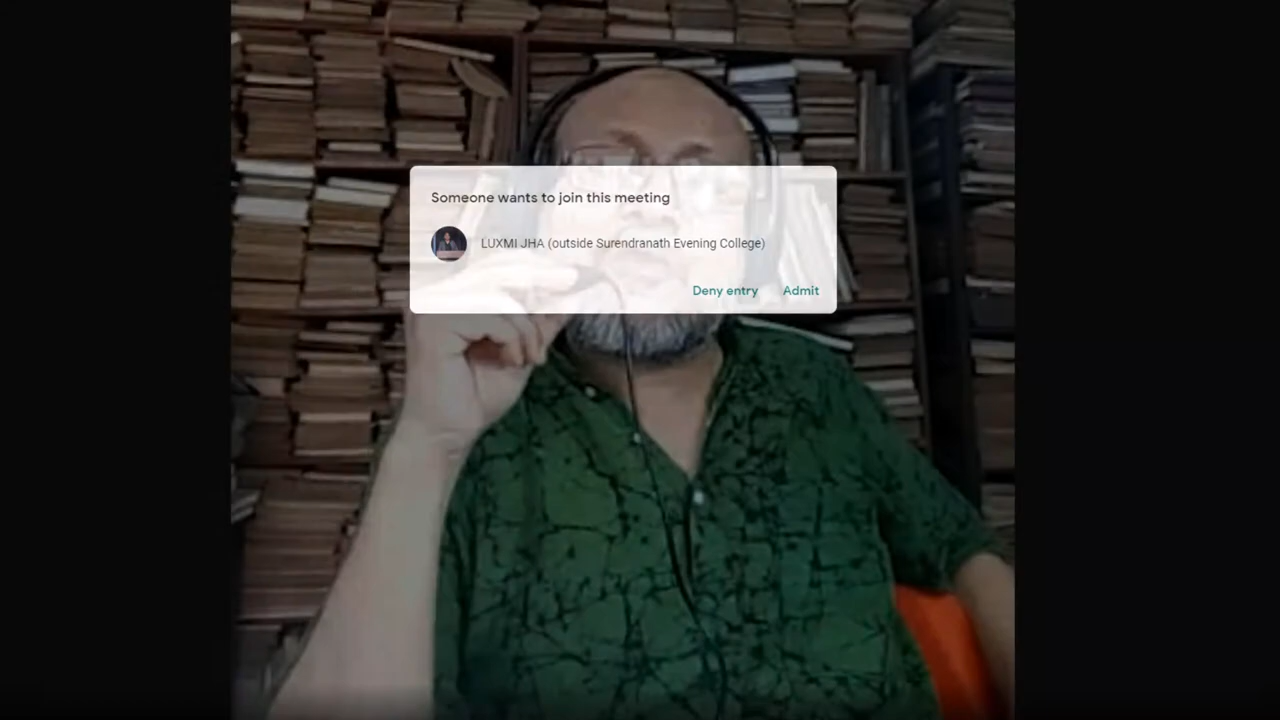 Someone wants to join this meeting
LUXMI JHA (outside Surendranath Evening College)
Deny entry
Admit